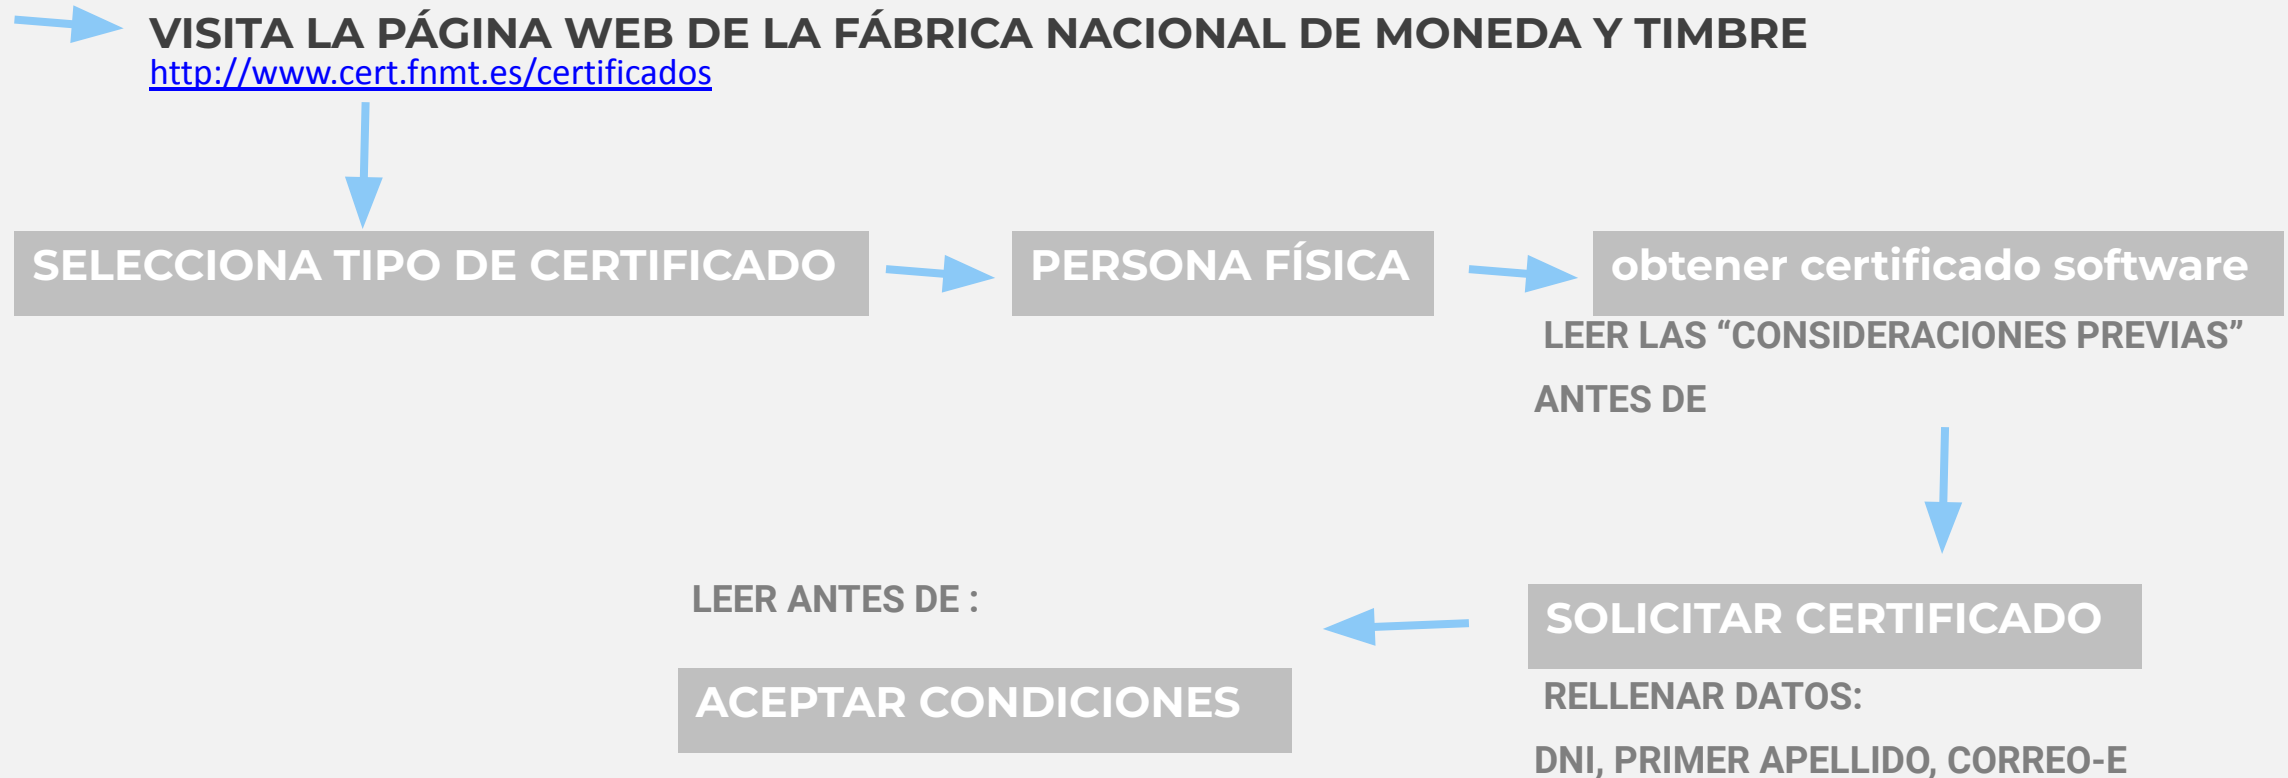 VISITA LA PÁGINA WEB DE LA FÁBRICA NACIONAL DE MONEDA Y TIMBRE
http://www.cert.fnmt.es/certificados
SELECCIONA TIPO DE CERTIFICADO
PERSONA FÍSICA
obtener certificado software
LEER LAS “CONSIDERACIONES PREVIAS”
ANTES DE
SOLICITAR CERTIFICADO
RELLENAR DATOS:
DNI, PRIMER APELLIDO, CORREO-E
LEER ANTES DE :
ACEPTAR CONDICIONES